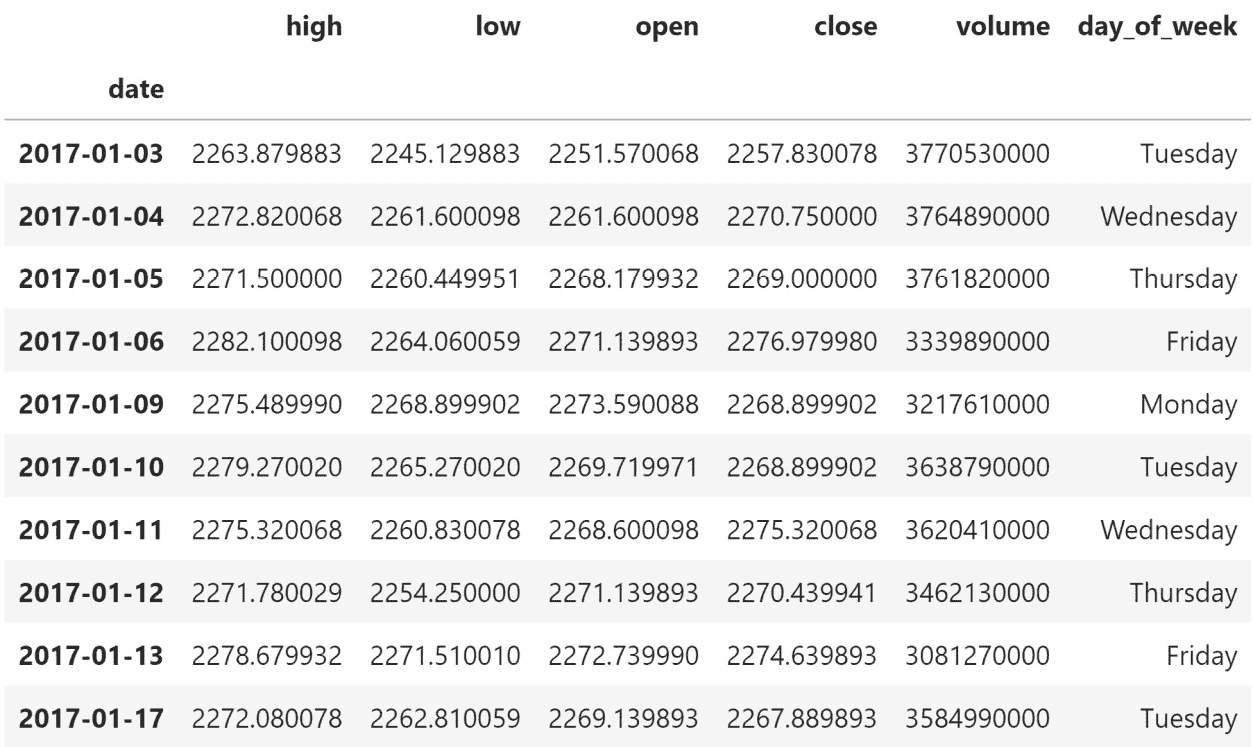 high low open close volume day_of_week
date
2017-01-03 2263.879883 2245.129883 2251.570068 2257.830078 3770530000 Tuesday
2017-01-04 2272.820068 2261.600098 2261.600098 2270.750000 3764890000 Wednesday
2017-01-05 2271.500000 2260.449951 2268.179932 2269.000000 3761820000 Thursday
2017-01-06 2282.100098 2264.060059 2271.139893 2276.979980 3339890000 Friday
2017-01-09 2275.489990 2268.899902 2273.590088 2268.899902 3217610000 Monday
2017-01-10 2279.270020 2265.270020 2269.719971 2268.899902 3638790000 Tuesday
2017-01-11 2275.320068 2260.830078 2268.600098 2275.320068 3620410000 Wednesday
2017-01-12 2271.780029 2254.250000 2271.139893 2270.439941 3462130000 Thursday
2017-01-13 2278.679932 2271.510010 2272.739990 2274.639893 3081270000 Friday
2017-01-17 2272.080078 2262.810059 2269.139893 2267.889893 3584990000 Tuesday